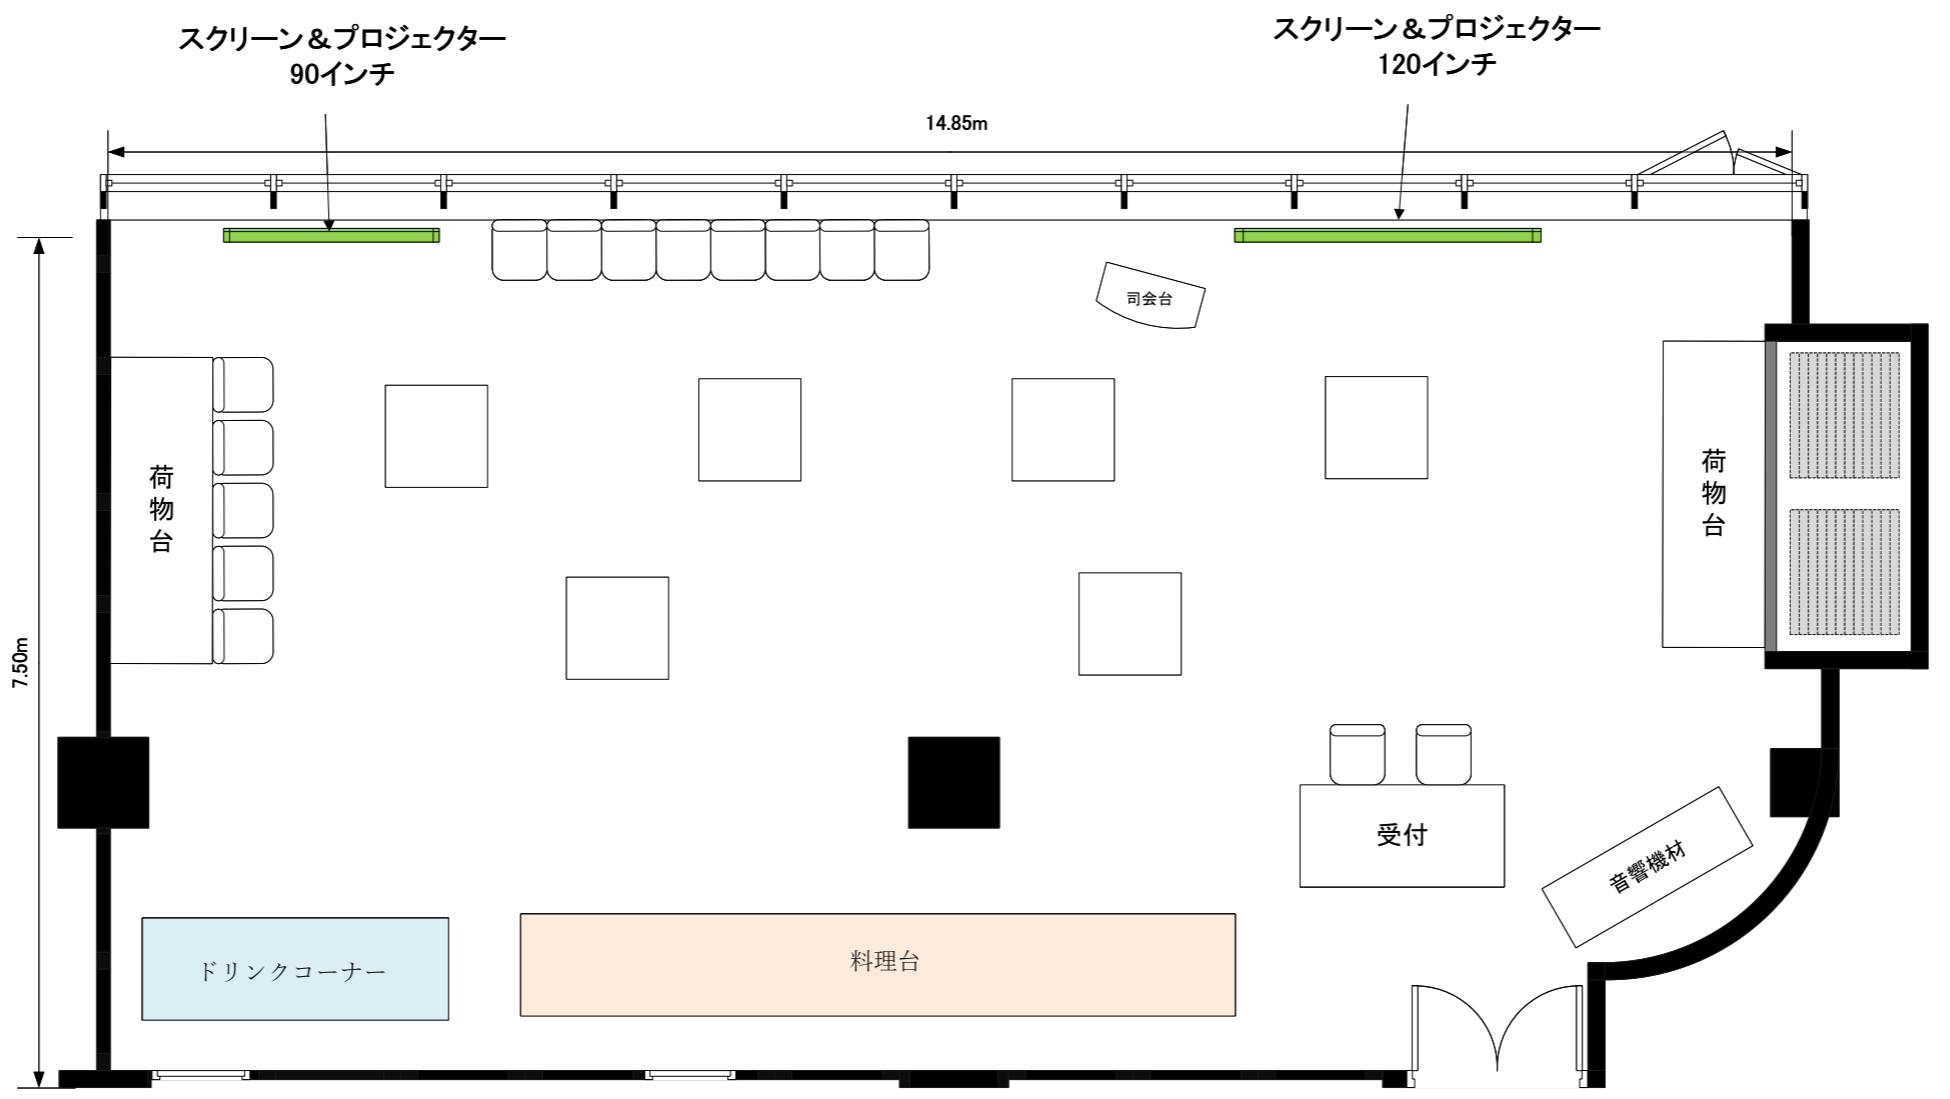 スクリーン＆プロジェクター
90インチ
スクリーン＆プロジェクター
120インチ
14.85m
司会台
荷物台
荷物台
7.50m
受付
音響機材
ドリンクコーナー
料理台